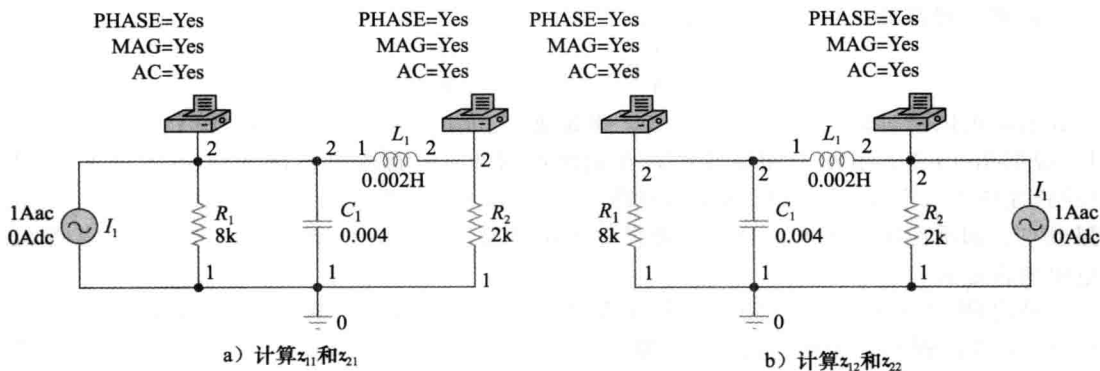 PHASE=Yes
MAG=Yes
AC=Yes
PHASE=Yes
MAG=Yes
AC=Yes
2
2
1
L₁
2
2
0.002H
1Aac
0Adc
I₁
R₁
8k
C₁
0.004
R₂
2k
1
1
1
0
a）计算z₁₁和z₂₁
PHASE=Yes
MAG=Yes
AC=Yes
PHASE=Yes
MAG=Yes
AC=Yes
2
2
1
L₁
2
2
0.002H
R₁
8k
C₁
0.004
R₂
2k
I₁
1Aac
0Adc
1
1
1
0
b）计算z₁₂和z₂₂